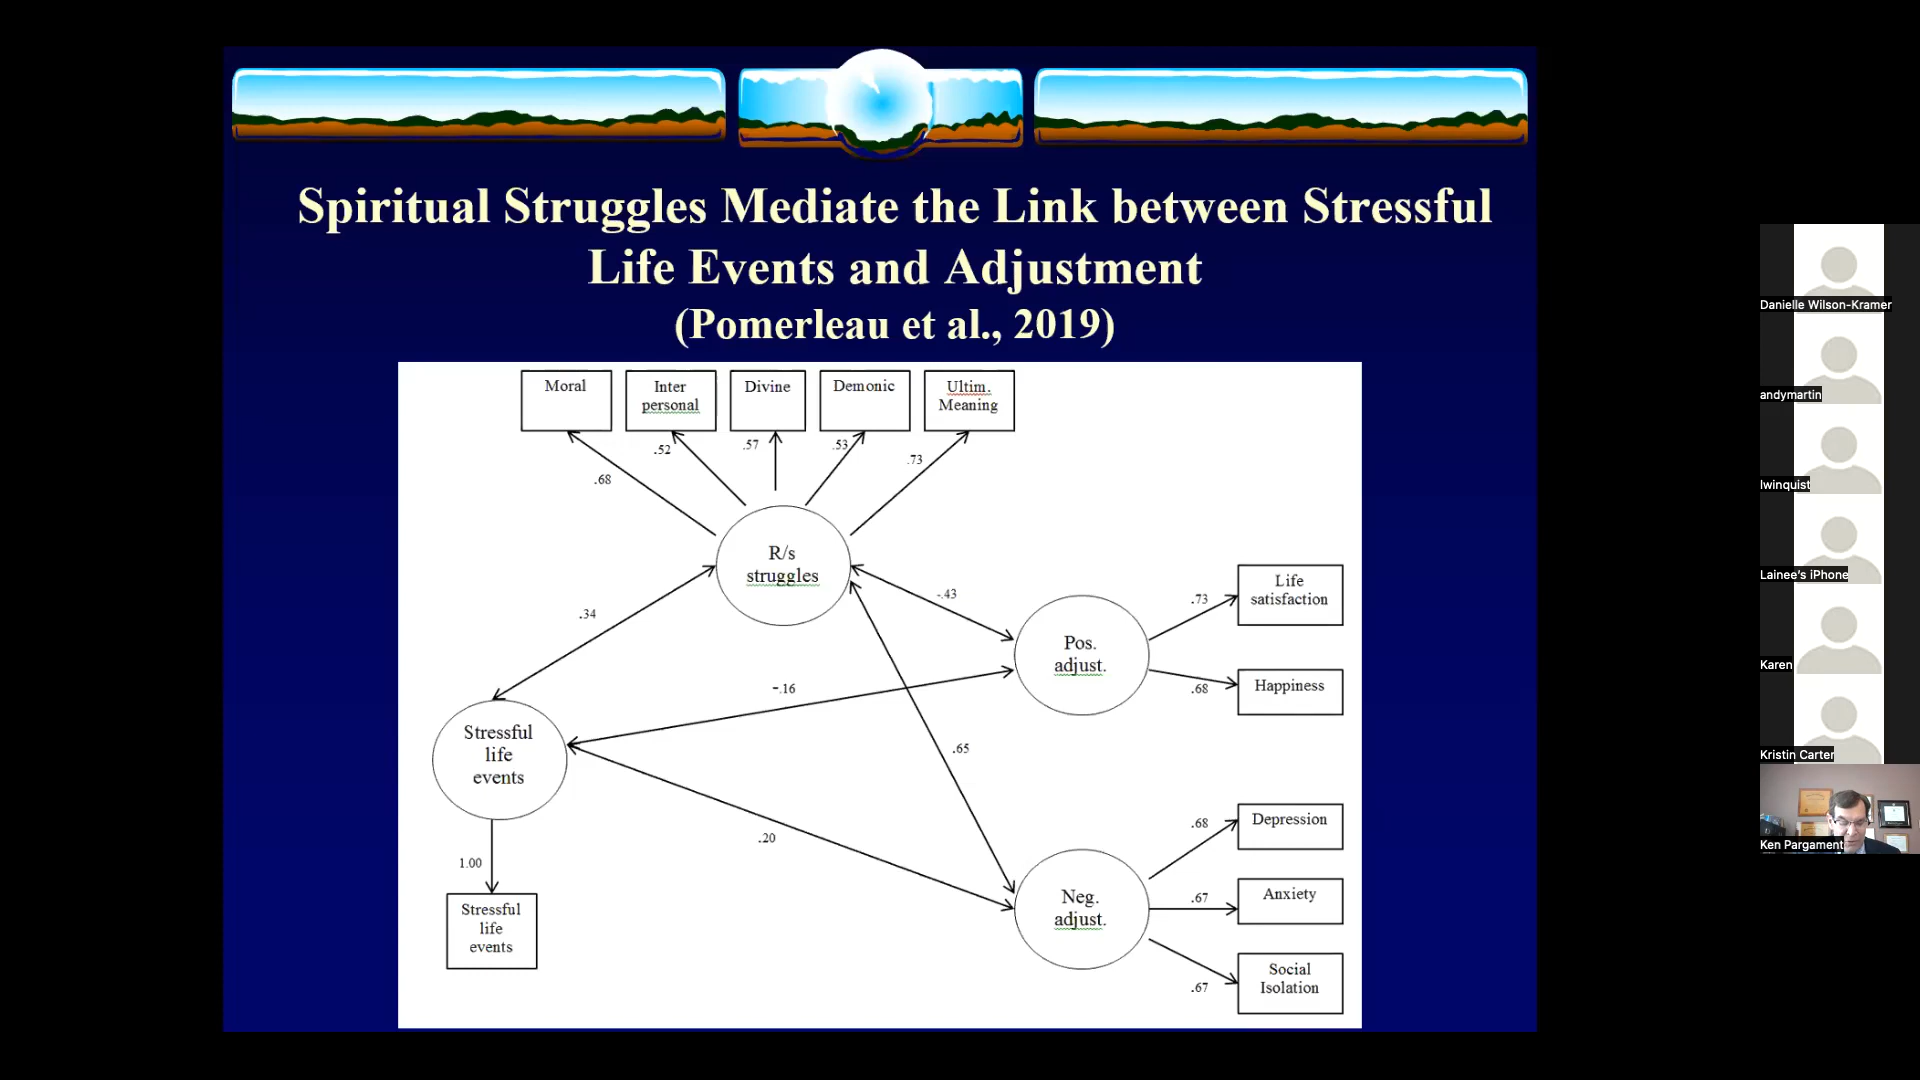 Spiritual Struggles Mediate the Link between Stressful
Life Events and Adjustment
(Pomerleau et al., 2019)
Moral
Inter
personal
Divine
Demonic
Ultim.
Meaning
.68
.52
.57
.53
.73
R/s
struggles
.34
-.43
-.16
.65
.20
Pos.
adjust.
.73
.68
Life
satisfaction
Happiness
Stressful
life
events
1.00
Stressful
life
events
Neg.
adjust.
.68
.67
.67
Depression
Anxiety
Social
Isolation
Danielle Wilson-Kramer
andymartin
lwinquist
Lainee's iPhone
Karen
Kristin Carter
Ken Pargament